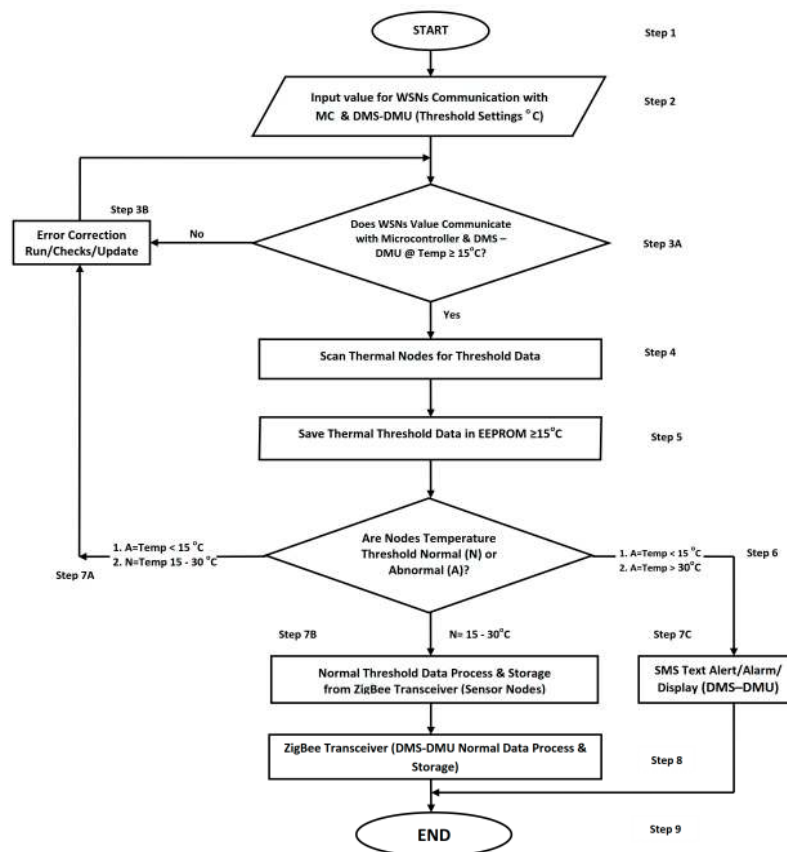 START
Step 1
Input value for WSNs Communication with
MC & DMS-DMU (Threshold Settings °C)
Step 2
Step 3B
Error Correction
Run/Checks/Update
No
Does WSNs Value Communicate
with Microcontroller & DMS –
DMU @ Temp ≥ 15°C?
Step 3A
Yes
Scan Thermal Nodes for Threshold Data
Step 4
Save Thermal Threshold Data in EEPROM ≥15°C
Step 5
Are Nodes Temperature
Threshold Normal (N) or
Abnormal (A)?
1. A=Temp < 15 °C
2. N=Temp 15 - 30 °C
Step 7A
1. A=Temp < 15 °C
2. A=Temp > 30°C
Step 6
Step 7B
N= 15 - 30°C
Step 7C
Normal Threshold Data Process & Storage
from ZigBee Transceiver (Sensor Nodes)
SMS Text Alert/Alarm/
Display (DMS–DMU)
ZigBee Transceiver (DMS-DMU Normal Data Process &
Storage)
Step 8
END
Step 9